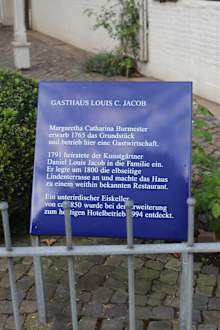 GASTHAUS LOUIS C. JACOB
Margaretha Catharina Burmester
erwarb 1765 das Grundstück
und betrieb hier eine Gastwirtschaft.
1791 heiratete der Kunstgärtner
Daniel Louis Jacob in die Familie ein.
Er legte um 1800 die elbseitige
Lindenterrasse an und machte das Haus
zu einem weithin bekannten Restaurant.
Ein unterirdischer Eiskeller
von ca. 1850 wurde bei der Erweiterung
zum heutigen Hotelbetrieb 1994 entdeckt.